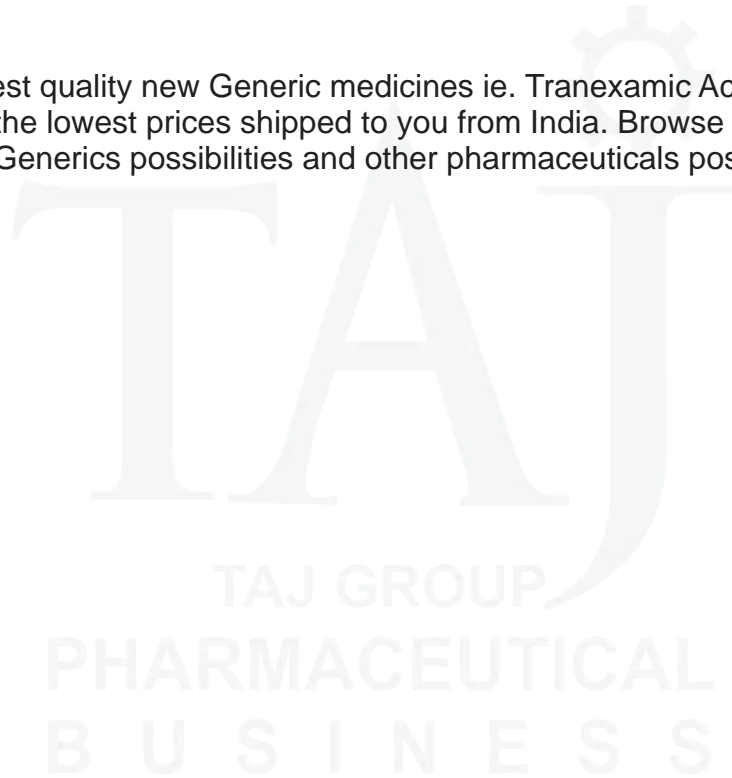 est quality new Generic medicines ie. Tranexamic Ac
the lowest prices shipped to you from India. Browse
Generics possibilities and other pharmaceuticals pos
TAJ
TAJ GROUP
PHARMACEUTICAL
BUSINESS